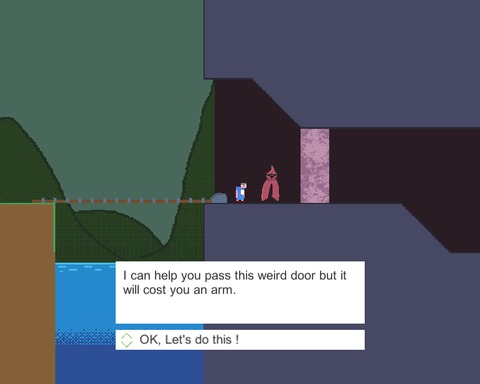 I can help you pass this weird door but it
will cost you an arm.
OK, Let's do this !